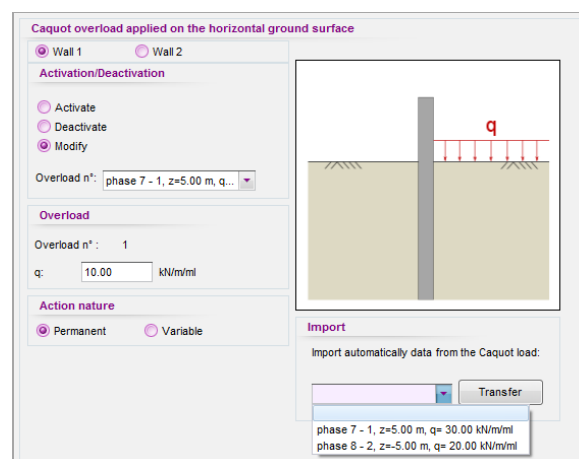 Caquot overload applied on the horizontal ground surface
Wall 1 Wall 2
Activation/Deactivation
Activate
Deactivate
Modify
Overload n°: phase 7 - 1, z=5.00 m, q...
Overload
Overload n° : 1
q: 10.00 kN/m/ml
Action nature
Permanent Variable
q
Import
Import automatically data from the Caquot load:
Transfer
phase 7 - 1, z=5.00 m, q= 30.00 kN/m/ml
phase 8 - 2, z=-5.00 m, q= 20.00 kN/m/ml